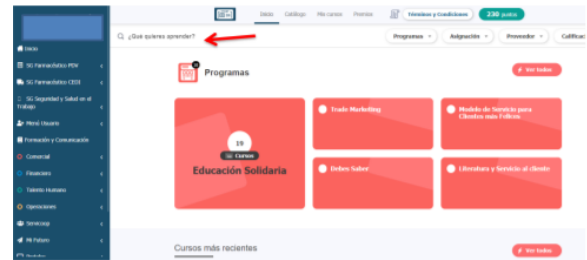 Inicio Catálogo Mis cursos Premios Términos y Condiciones 230 puntos
¿Qué quieres aprender?
Programas Asignación Proveedor Calificac
Inicio
SG Farmacéutico PDV
SG Farmacéutico CEDI
SG Seguridad y Salud en el
Trabajo
Menú Usuario
Formación y Comunicación
Comercial
Financiero
Talento Humano
Operaciones
Servicoop
Mi Futuro
Programas
Ver todos
19
Cursos
Educación Solidaria
Trade Marketing
Modelo de Servicio para
Clientes más Felices
Debes Saber
Literatura y Servicio al cliente
Cursos más recientes
Ver todos